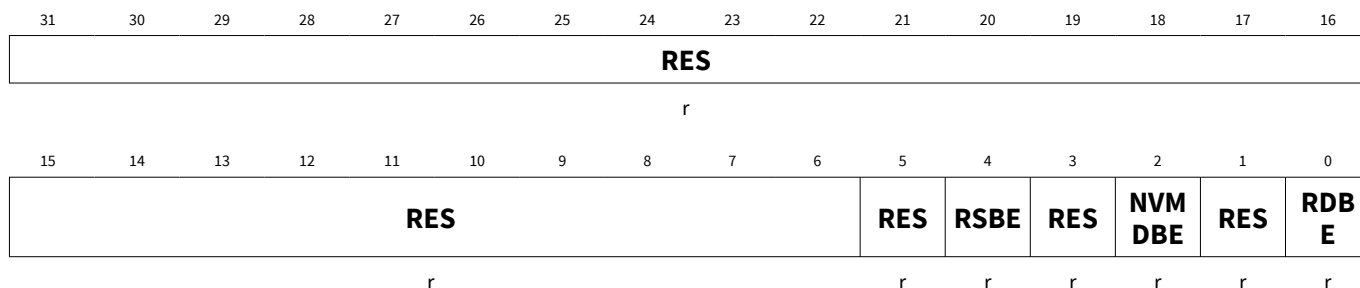 31 30 29 28 27 26 25 24 23 22 21 20 19 18 17 16
RES
r
15 14 13 12 11 10 9 8 7 6 5 4 3 2 1 0
RES RES RSBE RES NVM DBE RES RDB E
r r r r r r r